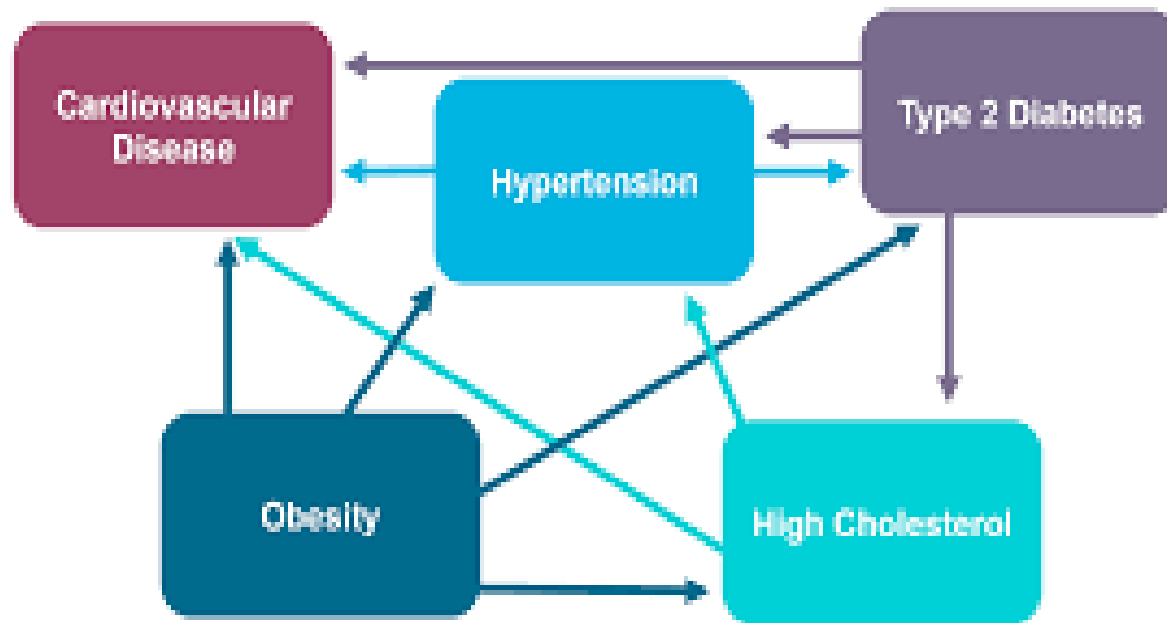 Cardiovascular
Disease
Type 2 Diabetes
Hypertension
Obesity
High Cholesterol